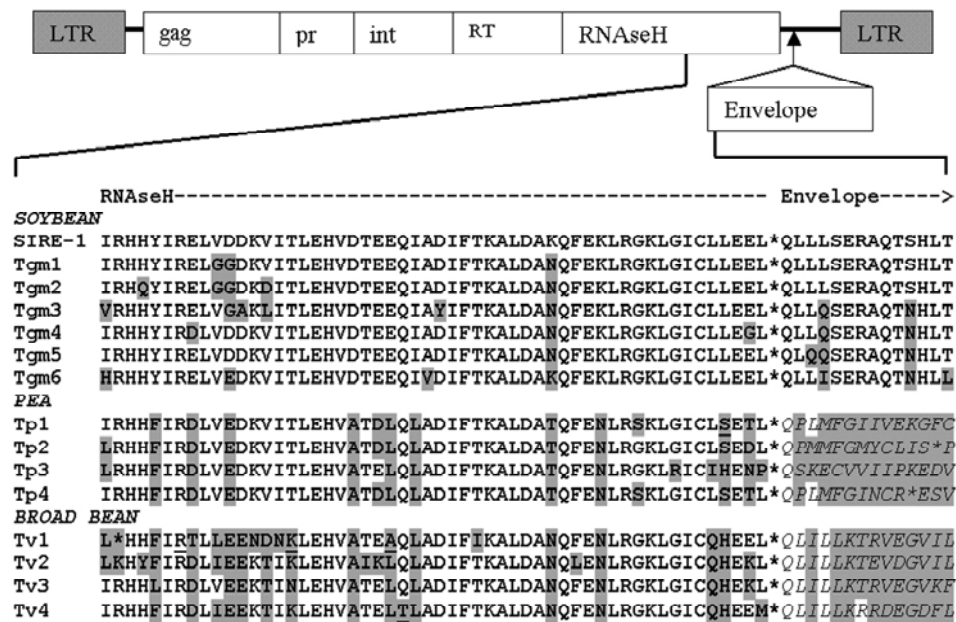 LTR gag pr int RT RNAseH LTR
Envelope
RNAseH--------------------------------------------------- Envelope----->
SOYBEAN
SIRE-1 IRHHYIRELVDDKVITLEHVDTEEQIADIFTKALDAKQFEKLRGKLGICLLEEL*QLLLSERAQTSHLT
Tgm1 IRHHYIRELGGDKVITLEHVDTEEQIADIFTKALDANQFEKLRGKLGICLLEEL*QLLLSERAQTSHLT
Tgm2 IRHQYIRELGGDKDITLEHVDTEEQIADIFTKALDANQFEKLRGKLGICLLEEL*QLLLSERAQTSHLT
Tgm3 VRHHYIRELVGAKLITLEHVDTEEQIAYIFTKALDANQFEKLRGKLGICLLEEL*QLLQSERAQTNHLT
Tgm4 IRHHYIRDLVDDKVITLEHVDTEEQIADIFTKALDANQFEKLRGKLGICLLEGL*QLLQSERAQTNHLT
Tgm5 IRHHYIRELVDDKVITLEHVDTEEQIADIFTKALDANQFEKLRGKLGICLLEEL*QLQQSERAQTNHLT
Tgm6 HRHHYIRELVEDKVITLEHVDTEEQIVDIFTKALDAKQFEKLRGKLGICLLEEL*QLLISERAQTNHLL
PEA
Tp1 IRHHFIRDLVEDKVITLEHVATDLQLADIFTKALDATQFENLRSKLGICLSETL*QPLMFGIIVEKGFC
Tp2 LRHHFIRDLVEDKVITLEHVATDLQLADIFTKALDATQFENLRGKLGICLSEDL*QPMMFGMYCLIS*P
Tp3 IRHHFIRDLVEDKVITLEHVATELQLADIFTKALDATQFENLRGKLRICIHENP*QSKECVVIIPKEDV
Tp4 IRHHFIRDLVEDKVITLEHVATDLQLADIFTKALDATQFENLRSKLGICLSETL*QPLMFGINCR*ESV
BROAD BEAN
Tv1 L*HHFIRTLLEENDNKLEHVATEAQLADIFIKALDANQFENLRGKLGICQHEEL*QLILLKTRVEGVIL
Tv2 LKHYFIRDLIEEKTIKLEHVAIKLQLADIFTKALDANQLENLRGKLGICQHEKL*QLILLKTEVDGVIL
Tv3 IRHHLIRDLVEEKTINLEHVATELQLADIFTKALDANQFENLRGKLGICQHEEL*QLILLKTRVEGVKF
Tv4 IRHHFIRDLIEEKTIKLEHVATELTLADIFTKALDANQFENLRGKLGICQHEEM*QLILLKRRDEGDFL